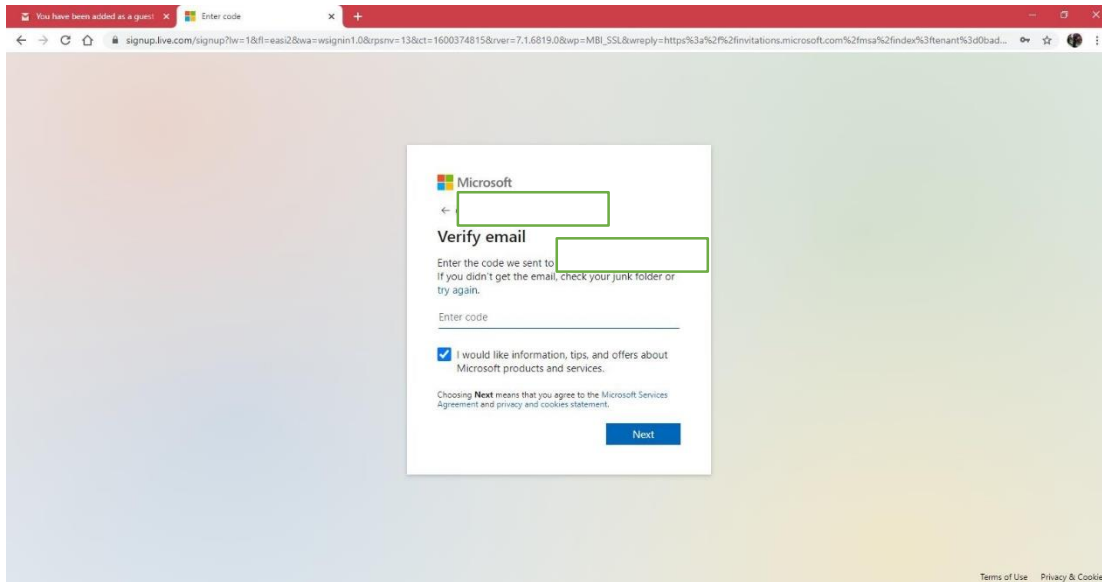 You have been added as a guest
Enter code
signup.live.com/signup?lw=1&fl=easi2&wa=wsignin1.0&rpsnv=13&ct=1600374815&rver=7.1.6819.0&wp=MBI_SSL&wreply=https%3a%2f%2finvitations.microsoft.com%2fmsa%2findex%3ftenant%3d0bad...
Microsoft
Verify email
Enter the code we sent to
If you didn't get the email, check your junk folder or
try again.
Enter code
I would like information, tips, and offers about
Microsoft products and services.
Choosing Next means that you agree to the Microsoft Services
Agreement and privacy and cookies statement.
Next
Terms of Use Privacy & Cookie